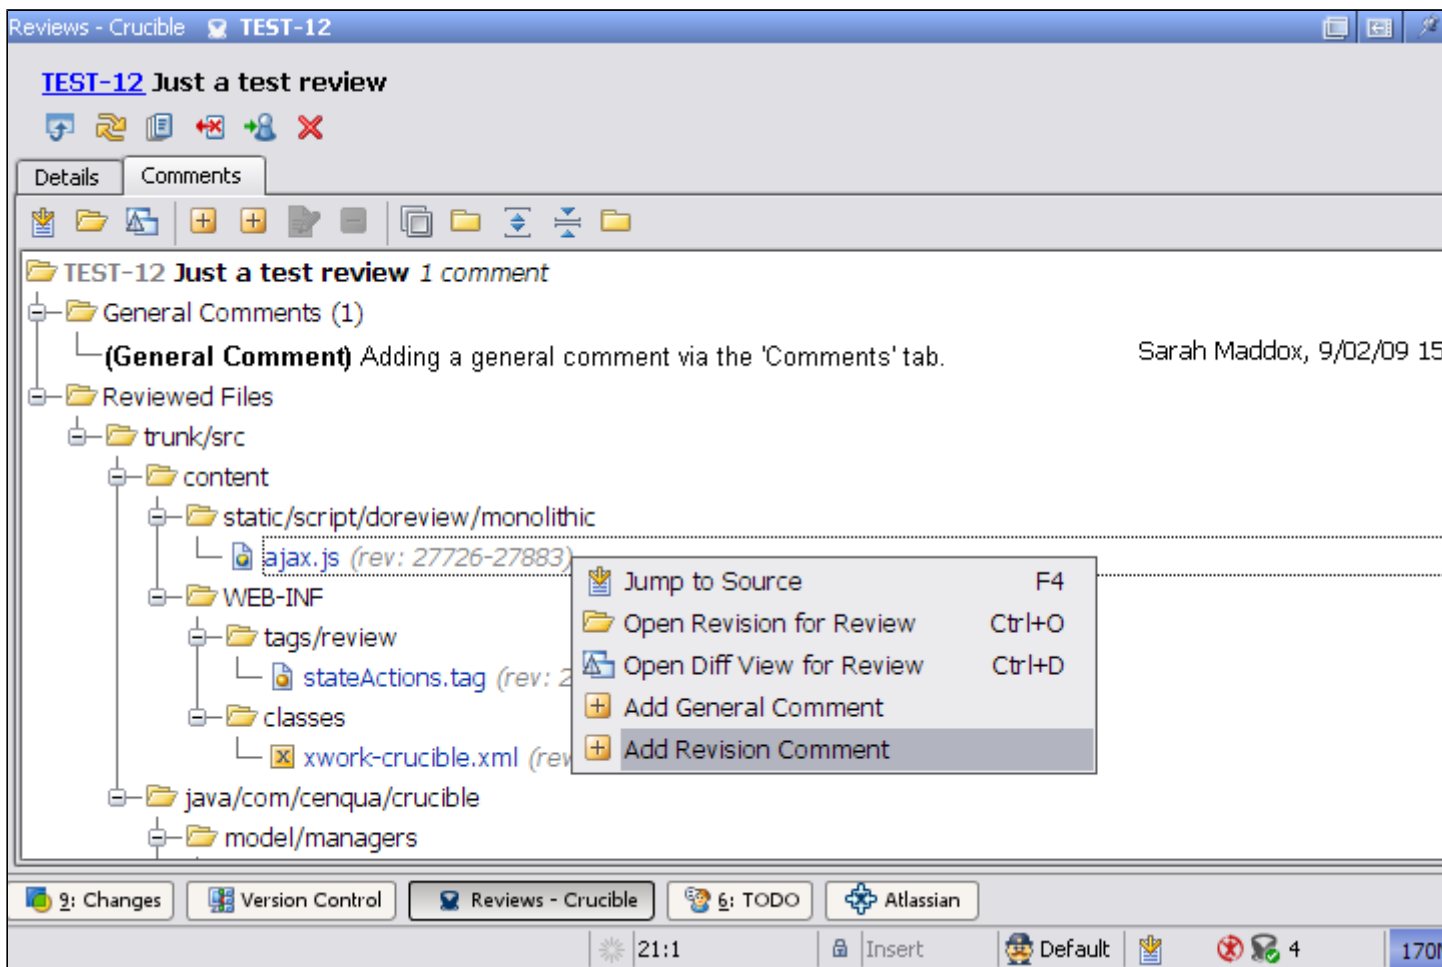 Reviews - Crucible TEST-12
TEST-12 Just a test review
Details Comments
TEST-12 Just a test review 1 comment
General Comments (1)
(General Comment) Adding a general comment via the 'Comments' tab. Sarah Maddox, 9/02/09 15
Reviewed Files
trunk/src
content
static/script/doreview/monolithic
ajax.js (rev: 27726-27883)
Jump to Source F4
WEB-INF
Open Revision for Review Ctrl+O
tags/review
Open Diff View for Review Ctrl+D
stateActions.tag (rev: 2
Add General Comment
classes
Add Revision Comment
xwork-crucible.xml (rev
java/com/cenqua/crucible
model/managers
9: Changes Version Control Reviews - Crucible 6: TODO Atlassian
21:1 Insert Default 4 170M